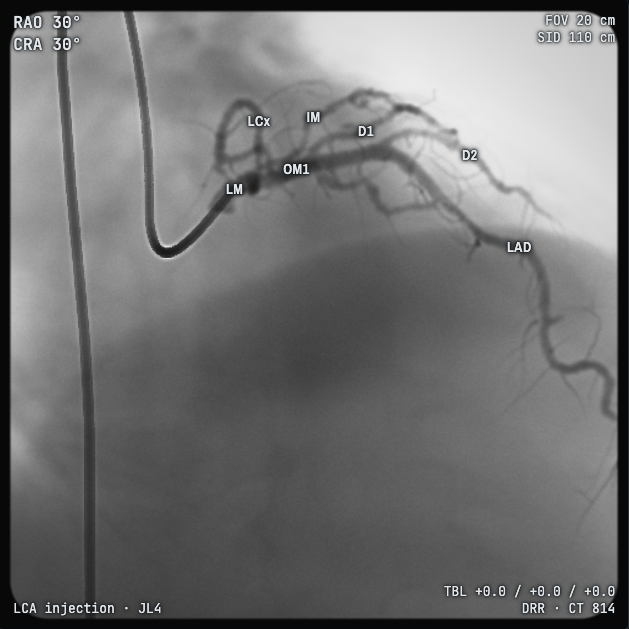 RAO 30°
CRA 30°
FOV 20 cm
SID 110 cm
LCx
IM
D1
D2
OM1
LM
LAD
TBL +0.0 / +0.0 / +0.0
LCA injection · JL4
DRR · CT 814